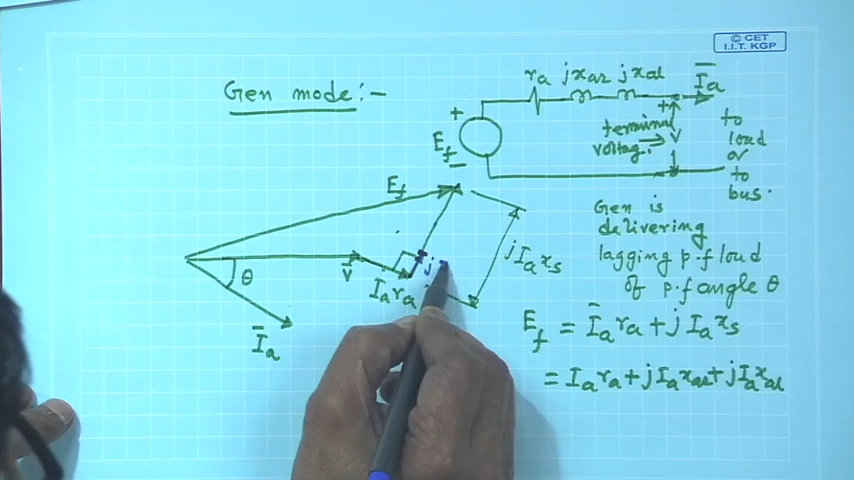 © CET
I.I.T. KGP
Gen mode:-
ra jxar jxal Ia
+ +
Ef
-
terminal
voltage. ⇒ V
to
load
or
to
bus.
Ef
V
θ
Ia
Iara
j
jIaxs
Gen is
delivering
lagging p.f load
of p.f angle θ
Ef = Iara + jIaxs
= Iara + jIaxar + jIaxal